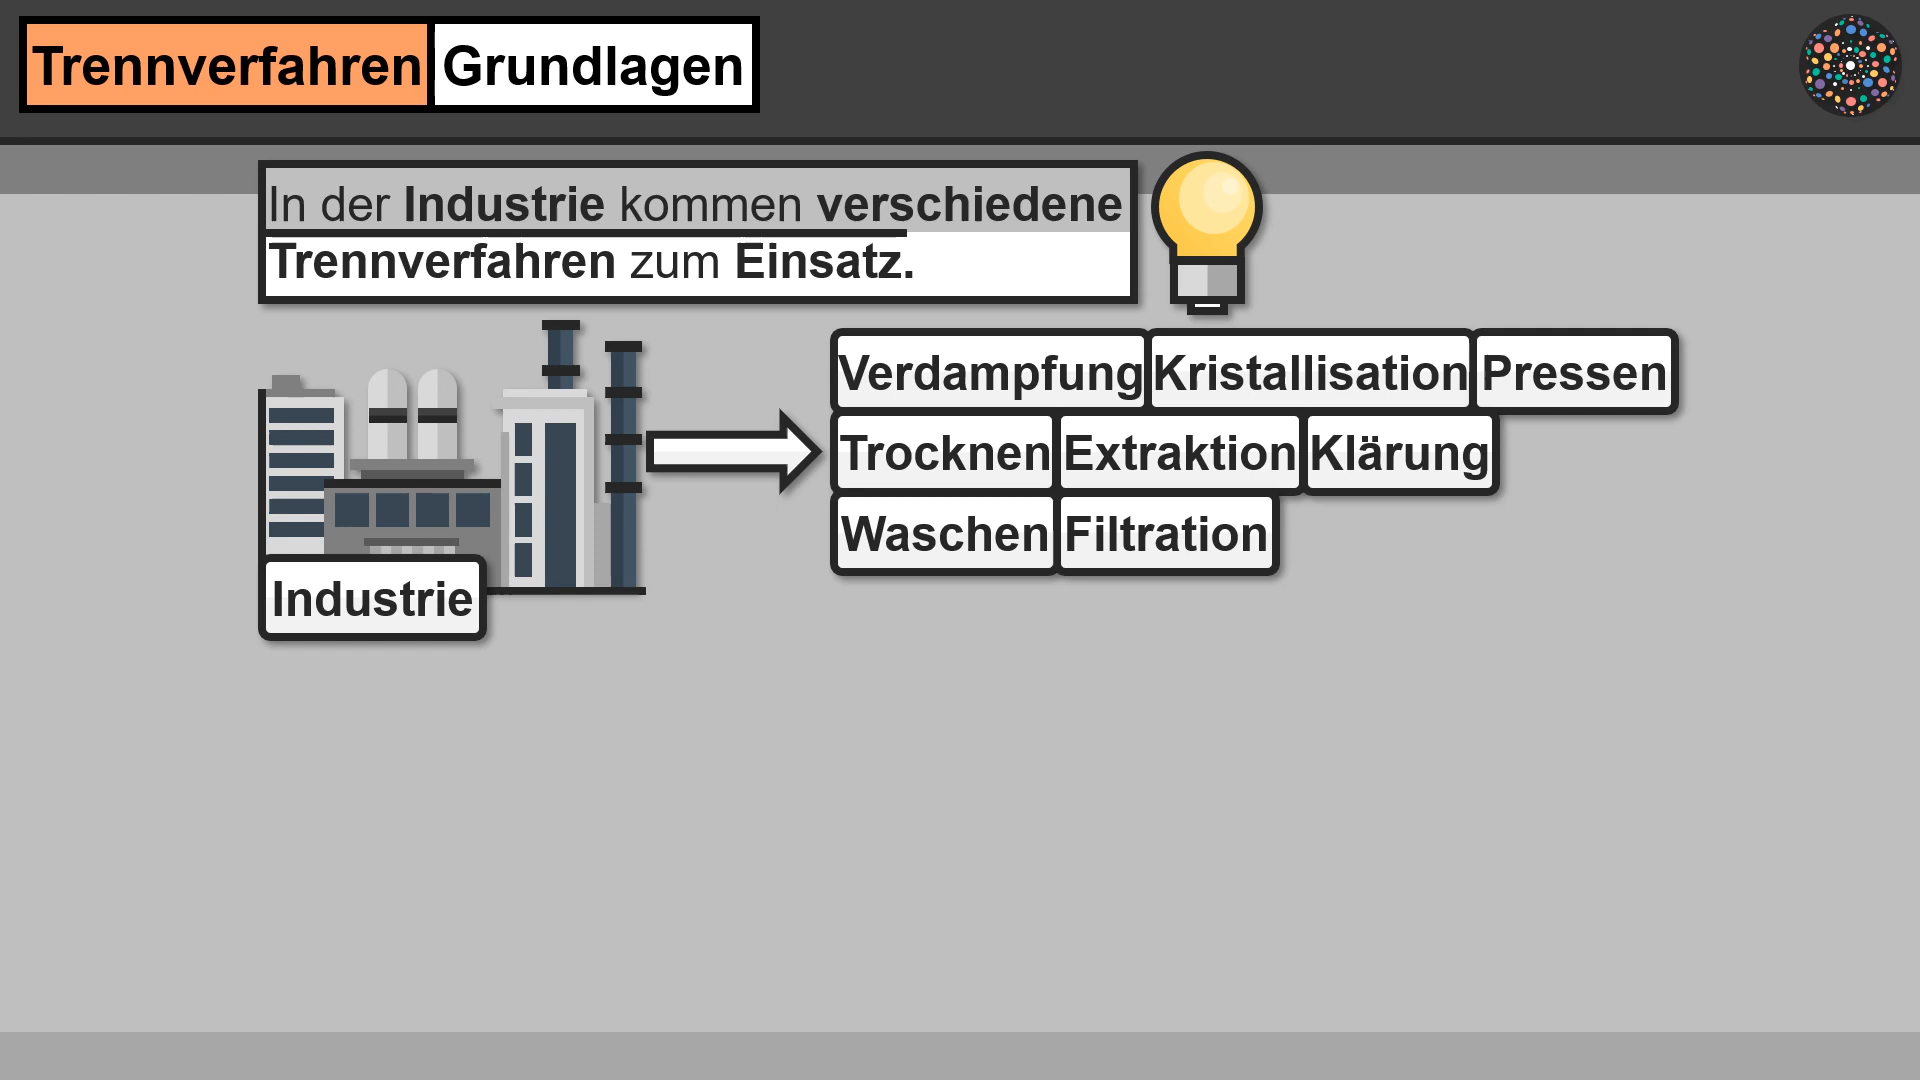 Trennverfahren Grundlagen
In der Industrie kommen verschiedene
Trennverfahren zum Einsatz.
Verdampfung Kristallisation Pressen
Trocknen Extraktion Klärung
Waschen Filtration
Industrie